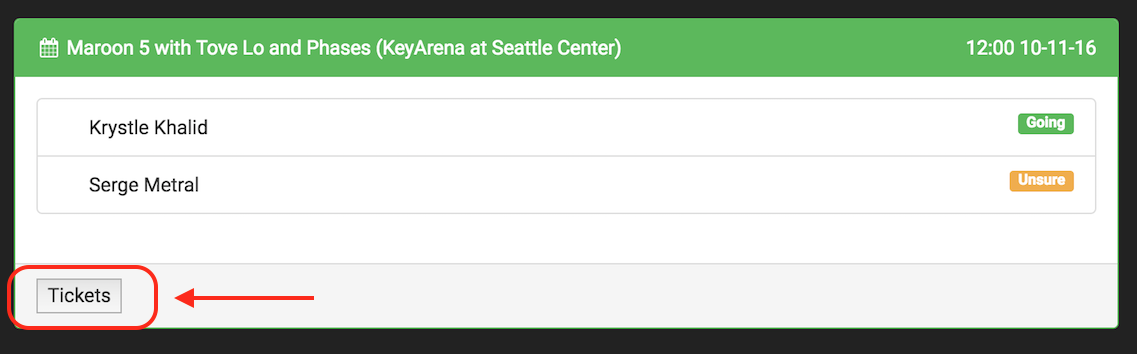 Maroon 5 with Tove Lo and Phases (KeyArena at Seattle Center) 12:00 10-11-16
Krystle Khalid Going
Serge Metral Unsure
Tickets